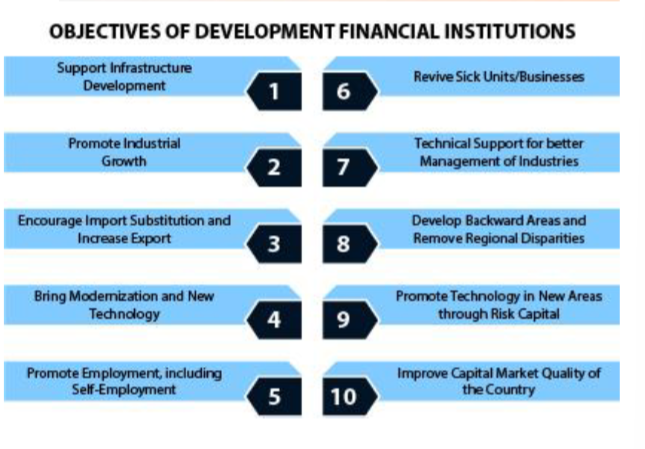 OBJECTIVES OF DEVELOPMENT FINANCIAL INSTITUTIONS
Support Infrastructure
Development
1
Promote Industrial
Growth
2
Encourage Import Substitution and
Increase Export
3
Bring Modernization and New
Technology
4
Promote Employment, including
Self-Employment
5
6
Revive Sick Units/Businesses
7
Technical Support for better
Management of Industries
8
Develop Backward Areas and
Remove Regional Disparities
9
Promote Technology in New Areas
through Risk Capital
10
Improve Capital Market Quality of
the Country